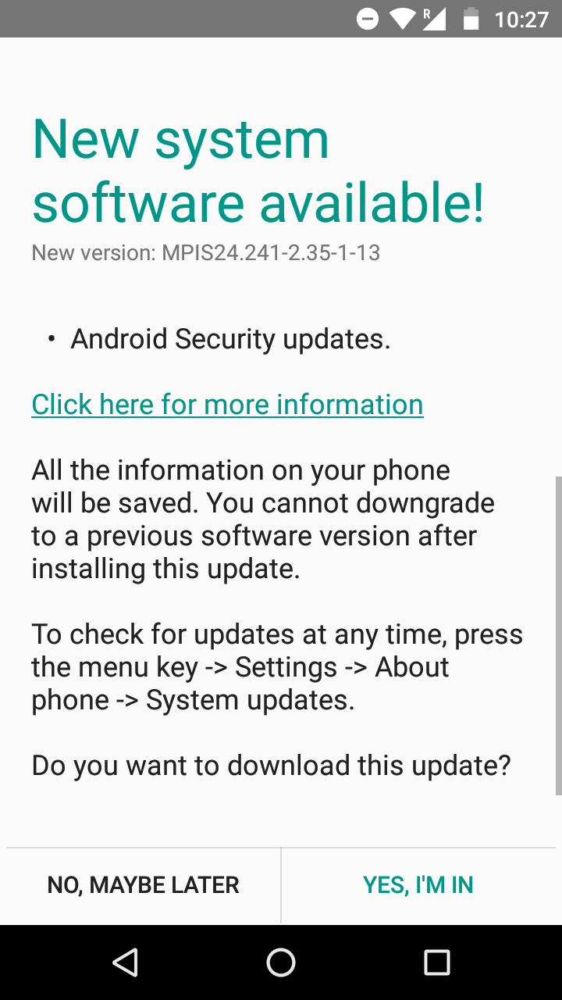 R 10:27
New system
software available!
New version: MPIS24.241-2.35-1-13
• Android Security updates.
Click here for more information
All the information on your phone
will be saved. You cannot downgrade
to a previous software version after
installing this update.
To check for updates at any time, press
the menu key -> Settings -> About
phone -> System updates.
Do you want to download this update?
NO, MAYBE LATER
YES, I'M IN